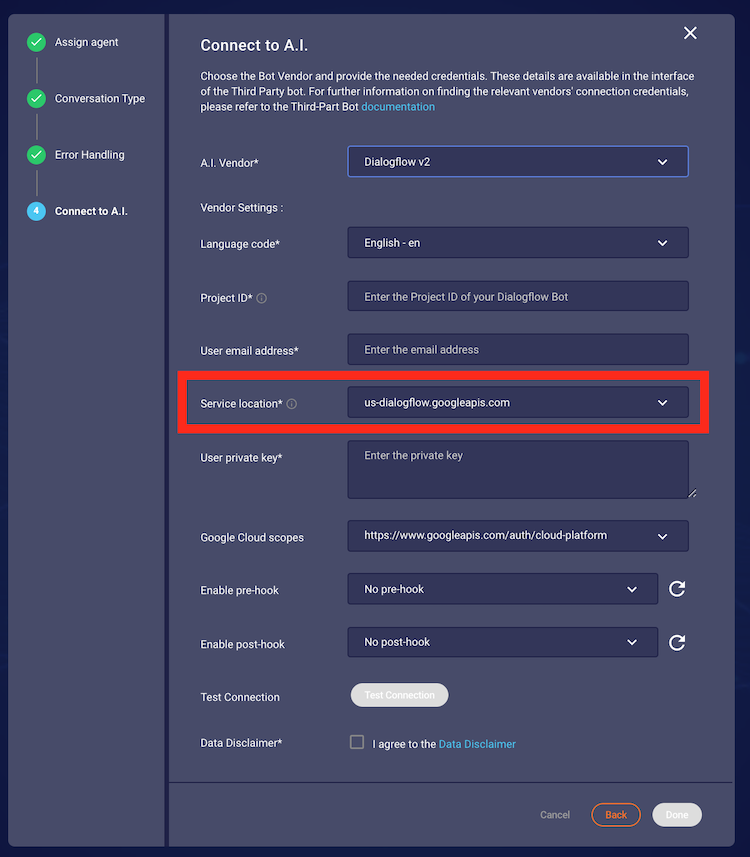 Assign agent
Conversation Type
Error Handling
4
Connect to A.I.
Connect to A.I.
Choose the Bot Vendor and provide the needed credentials. These details are available in the interface
of the Third Party bot. For further information on finding the relevant vendors' connection credentials,
please refer to the Third-Part Bot documentation
A.I. Vendor*
Dialogflow v2
Vendor Settings :
Language code*
English - en
Project ID*
Enter the Project ID of your Dialogflow Bot
User email address*
Enter the email address
Service location*
us-dialogflow.googleapis.com
User private key*
Enter the private key
Google Cloud scopes
https://www.googleapis.com/auth/cloud-platform
Enable pre-hook
No pre-hook
Enable post-hook
No post-hook
Test Connection
Test Connection
Data Disclaimer*
I agree to the Data Disclaimer
Cancel
Back
Done